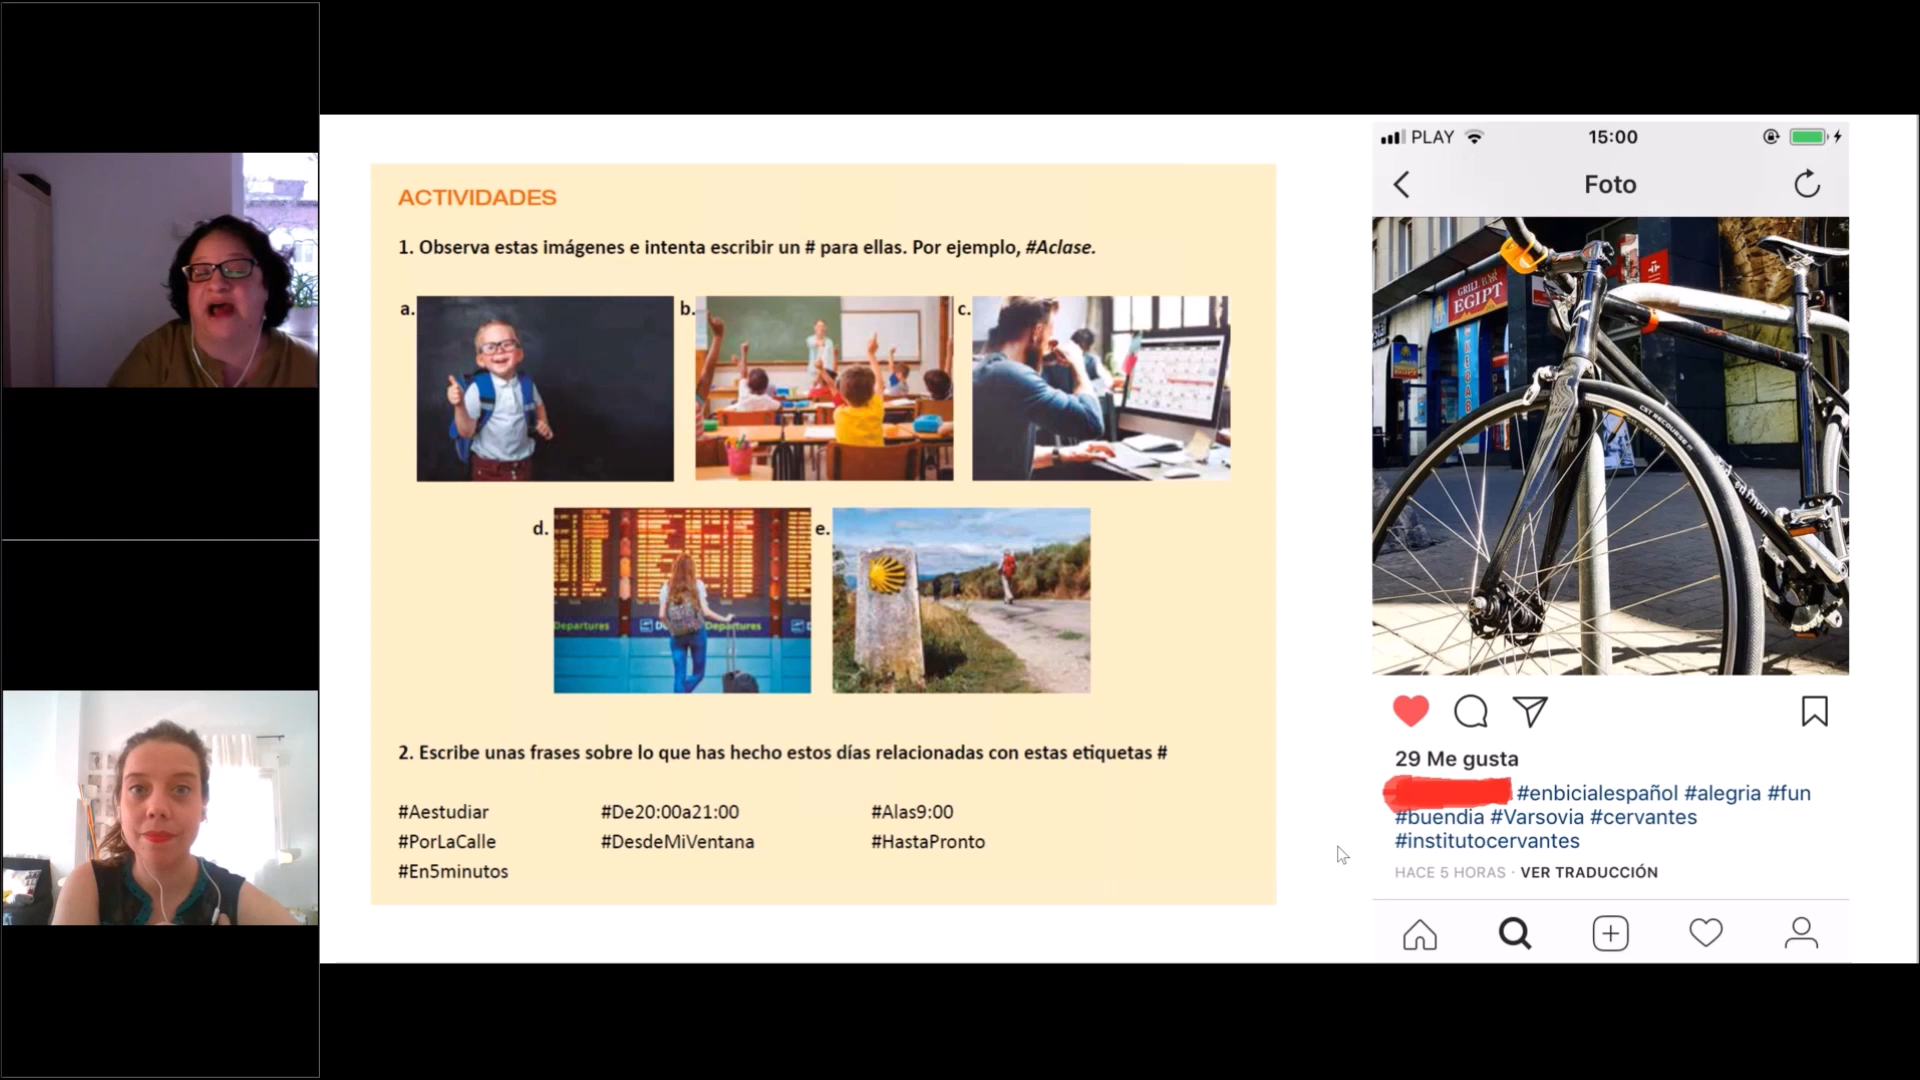 ACTIVIDADES
1. Observa estas imágenes e intenta escribir un # para ellas. Por ejemplo, #Aclase.
a.
b.
c.
d.
e.
Departures
Departures
2. Escribe unas frases sobre lo que has hecho estos días relacionadas con estas etiquetas #
#Aestudiar #De20:00a21:00 #Alas9:00
#PorLaCalle #DesdeMiVentana #HastaPronto
#En5minutos
PLAY 15:00
Foto
GRILL BAR
EGIPT
29 Me gusta
#enbicialespañol #alegria #fun
#buendia #Varsovia #cervantes
#institutocervantes
HACE 5 HORAS · VER TRADUCCIÓN